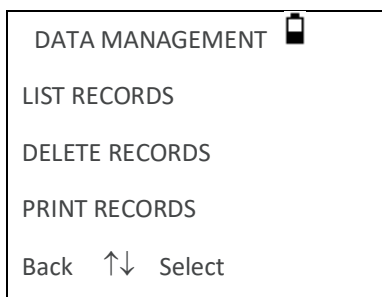 DATA MANAGEMENT
LIST RECORDS
DELETE RECORDS
PRINT RECORDS
Back ↑↓ Select